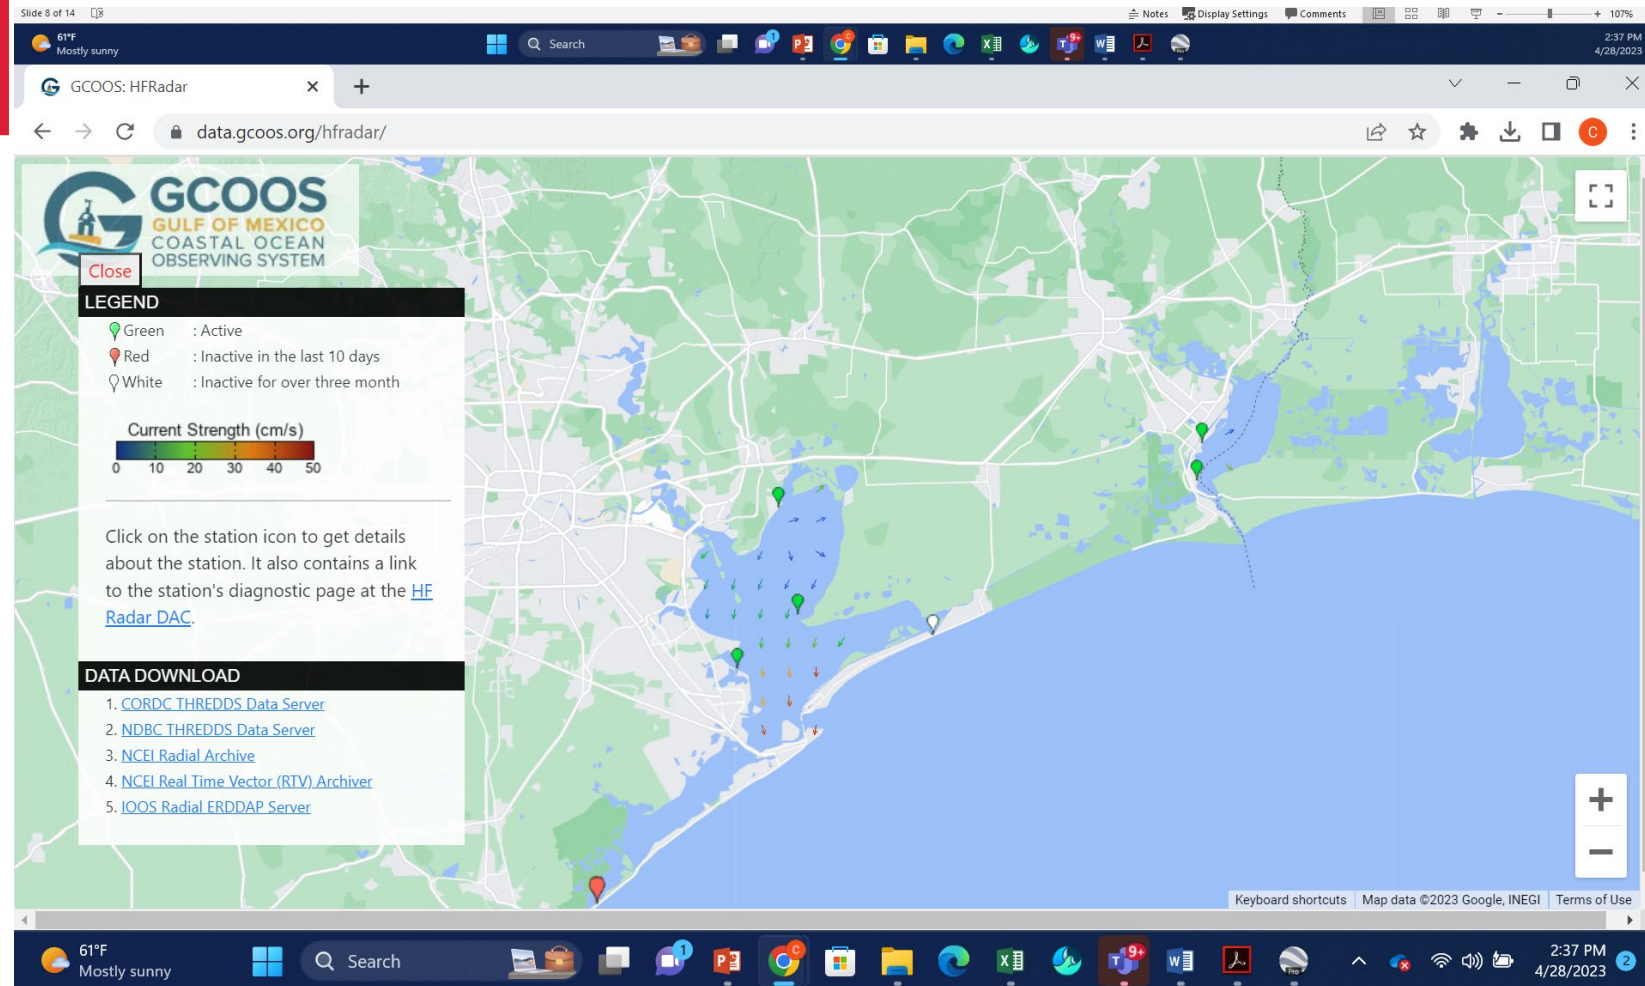 Slide 8 of 14
Notes Display Settings Comments 107%
61°F
Mostly sunny
Search
2:37 PM
4/28/2023
GCOOS: HFRadar
data.gcoos.org/hfradar/
GCOOS
GULF OF MEXICO
COASTAL OCEAN
OBSERVING SYSTEM
Close
LEGEND
Green : Active
Red : Inactive in the last 10 days
White : Inactive for over three month
Current Strength (cm/s)
0 10 20 30 40 50
Click on the station icon to get details
about the station. It also contains a link
to the station's diagnostic page at the HF
Radar DAC.
DATA DOWNLOAD
1. CORDC THREDDS Data Server
2. NDBC THREDDS Data Server
3. NCEI Radial Archive
4. NCEI Real Time Vector (RTV) Archiver
5. IOOS Radial ERDDAP Server
Keyboard shortcuts Map data ©2023 Google, INEGI Terms of Use
61°F
Mostly sunny
Search
2:37 PM
4/28/2023
2